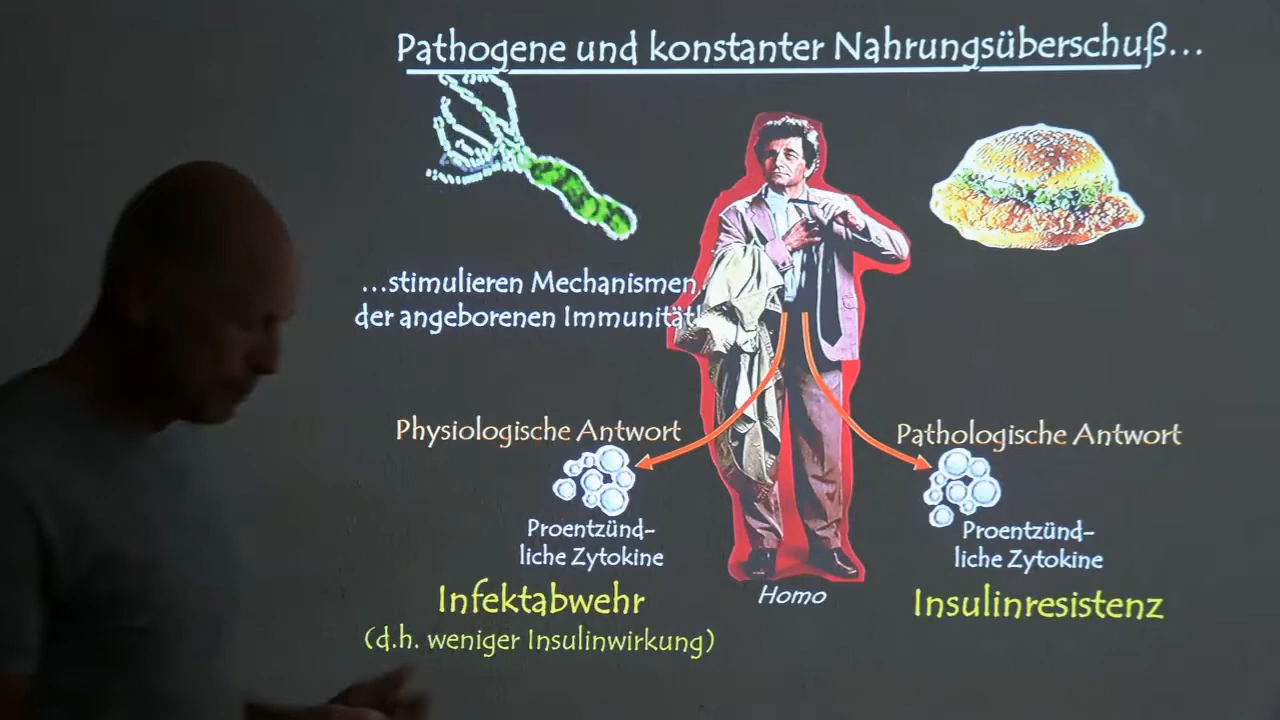 Pathogene und konstanter Nahrungsüberschuß...
...stimulieren Mechanismen
der angeborenen Immunität!
Physiologische Antwort
Pathologische Antwort
Proentzünd-
liche Zytokine
Proentzünd-
liche Zytokine
Infektabwehr
(d.h. weniger Insulinwirkung)
Homo
Insulinresistenz